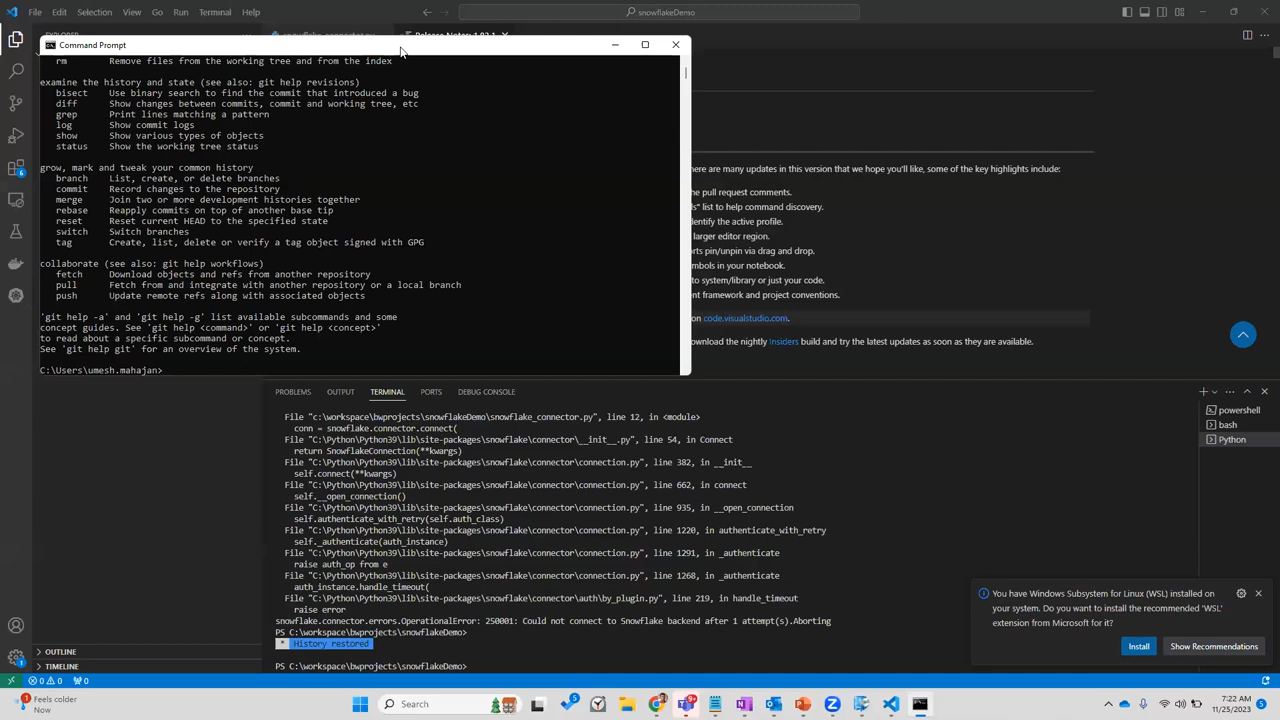 File Edit Selection View Go Run Terminal Help
snowflakeDemo
Command Prompt
rm Remove files from the working tree and from the index
examine the history and state (see also: git help revisions)
bisect Use binary search to find the commit that introduced a bug
diff Show changes between commits, commit and working tree, etc
grep Print lines matching a pattern
log Show commit logs
show Show various types of objects
status Show the working tree status
grow, mark and tweak your common history
branch List, create, or delete branches
commit Record changes to the repository
merge Join two or more development histories together
rebase Reapply commits on top of another base tip
reset Reset current HEAD to the specified state
switch Switch branches
tag Create, list, delete or verify a tag object signed with GPG
collaborate (see also: git help workflows)
fetch Download objects and refs from another repository
pull Fetch from and integrate with another repository or a local branch
push Update remote refs along with associated objects
'git help -a' and 'git help -g' list available subcommands and some
concept guides. See 'git help <command>' or 'git help <concept>'
to read about a specific subcommand or concept.
See 'git help git' for an overview of the system.
C:\Users\umesh.mahajan>
here are many updates in this version that we hope you'll like, some of the key highlights include:
the pull request comments.
list to help command discovery.
dentify the active profile.
larger editor region.
orts pin/unpin via drag and drop.
mbols in your notebook.
to system/library or just your code.
ent framework and project conventions.
on code.visualstudio.com.
ownload the nightly Insiders build and try the latest updates as soon as they are available.
PROBLEMS OUTPUT TERMINAL PORTS DEBUG CONSOLE
powershell
bash
Python
File "C:\workspace\bwprojects\snowflakeDemo\snowflake_connector.py", line 12, in <module>
conn = snowflake.connector.connect(
File "C:\Python\Python39\lib\site-packages\snowflake\connector\__init__.py", line 54, in Connect
return SnowflakeConnection(**kwargs)
File "C:\Python\Python39\lib\site-packages\snowflake\connector\connection.py", line 382, in __init__
self.connect(**kwargs)
File "C:\Python\Python39\lib\site-packages\snowflake\connector\connection.py", line 662, in connect
self.__open_connection()
File "C:\Python\Python39\lib\site-packages\snowflake\connector\connection.py", line 935, in __open_connection
self.authenticate_with_retry(self.auth_class)
File "C:\Python\Python39\lib\site-packages\snowflake\connector\connection.py", line 1220, in authenticate_with_retry
self._authenticate(auth_instance)
File "C:\Python\Python39\lib\site-packages\snowflake\connector\connection.py", line 1291, in _authenticate
raise auth_op from e
File "C:\Python\Python39\lib\site-packages\snowflake\connector\connection.py", line 1268, in _authenticate
auth_instance.handle_timeout(
File "C:\Python\Python39\lib\site-packages\snowflake\connector\auth\by_plugin.py", line 219, in handle_timeout
raise error
snowflake.connector.errors.OperationalError: 250001: Could not connect to Snowflake backend after 1 attempt(s).Aborting
PS C:\workspace\bwprojects\snowflakeDemo>
* History restored
PS C:\workspace\bwprojects\snowflakeDemo>
You have Windows Subsystem for Linux (WSL) installed on
your system. Do you want to install the recommended 'WSL'
extension from Microsoft for it?
Install Show Recommendations
OUTLINE
TIMELINE
0 0 0
Feels colder
Now
Search
7:22 AM
11/25/2023